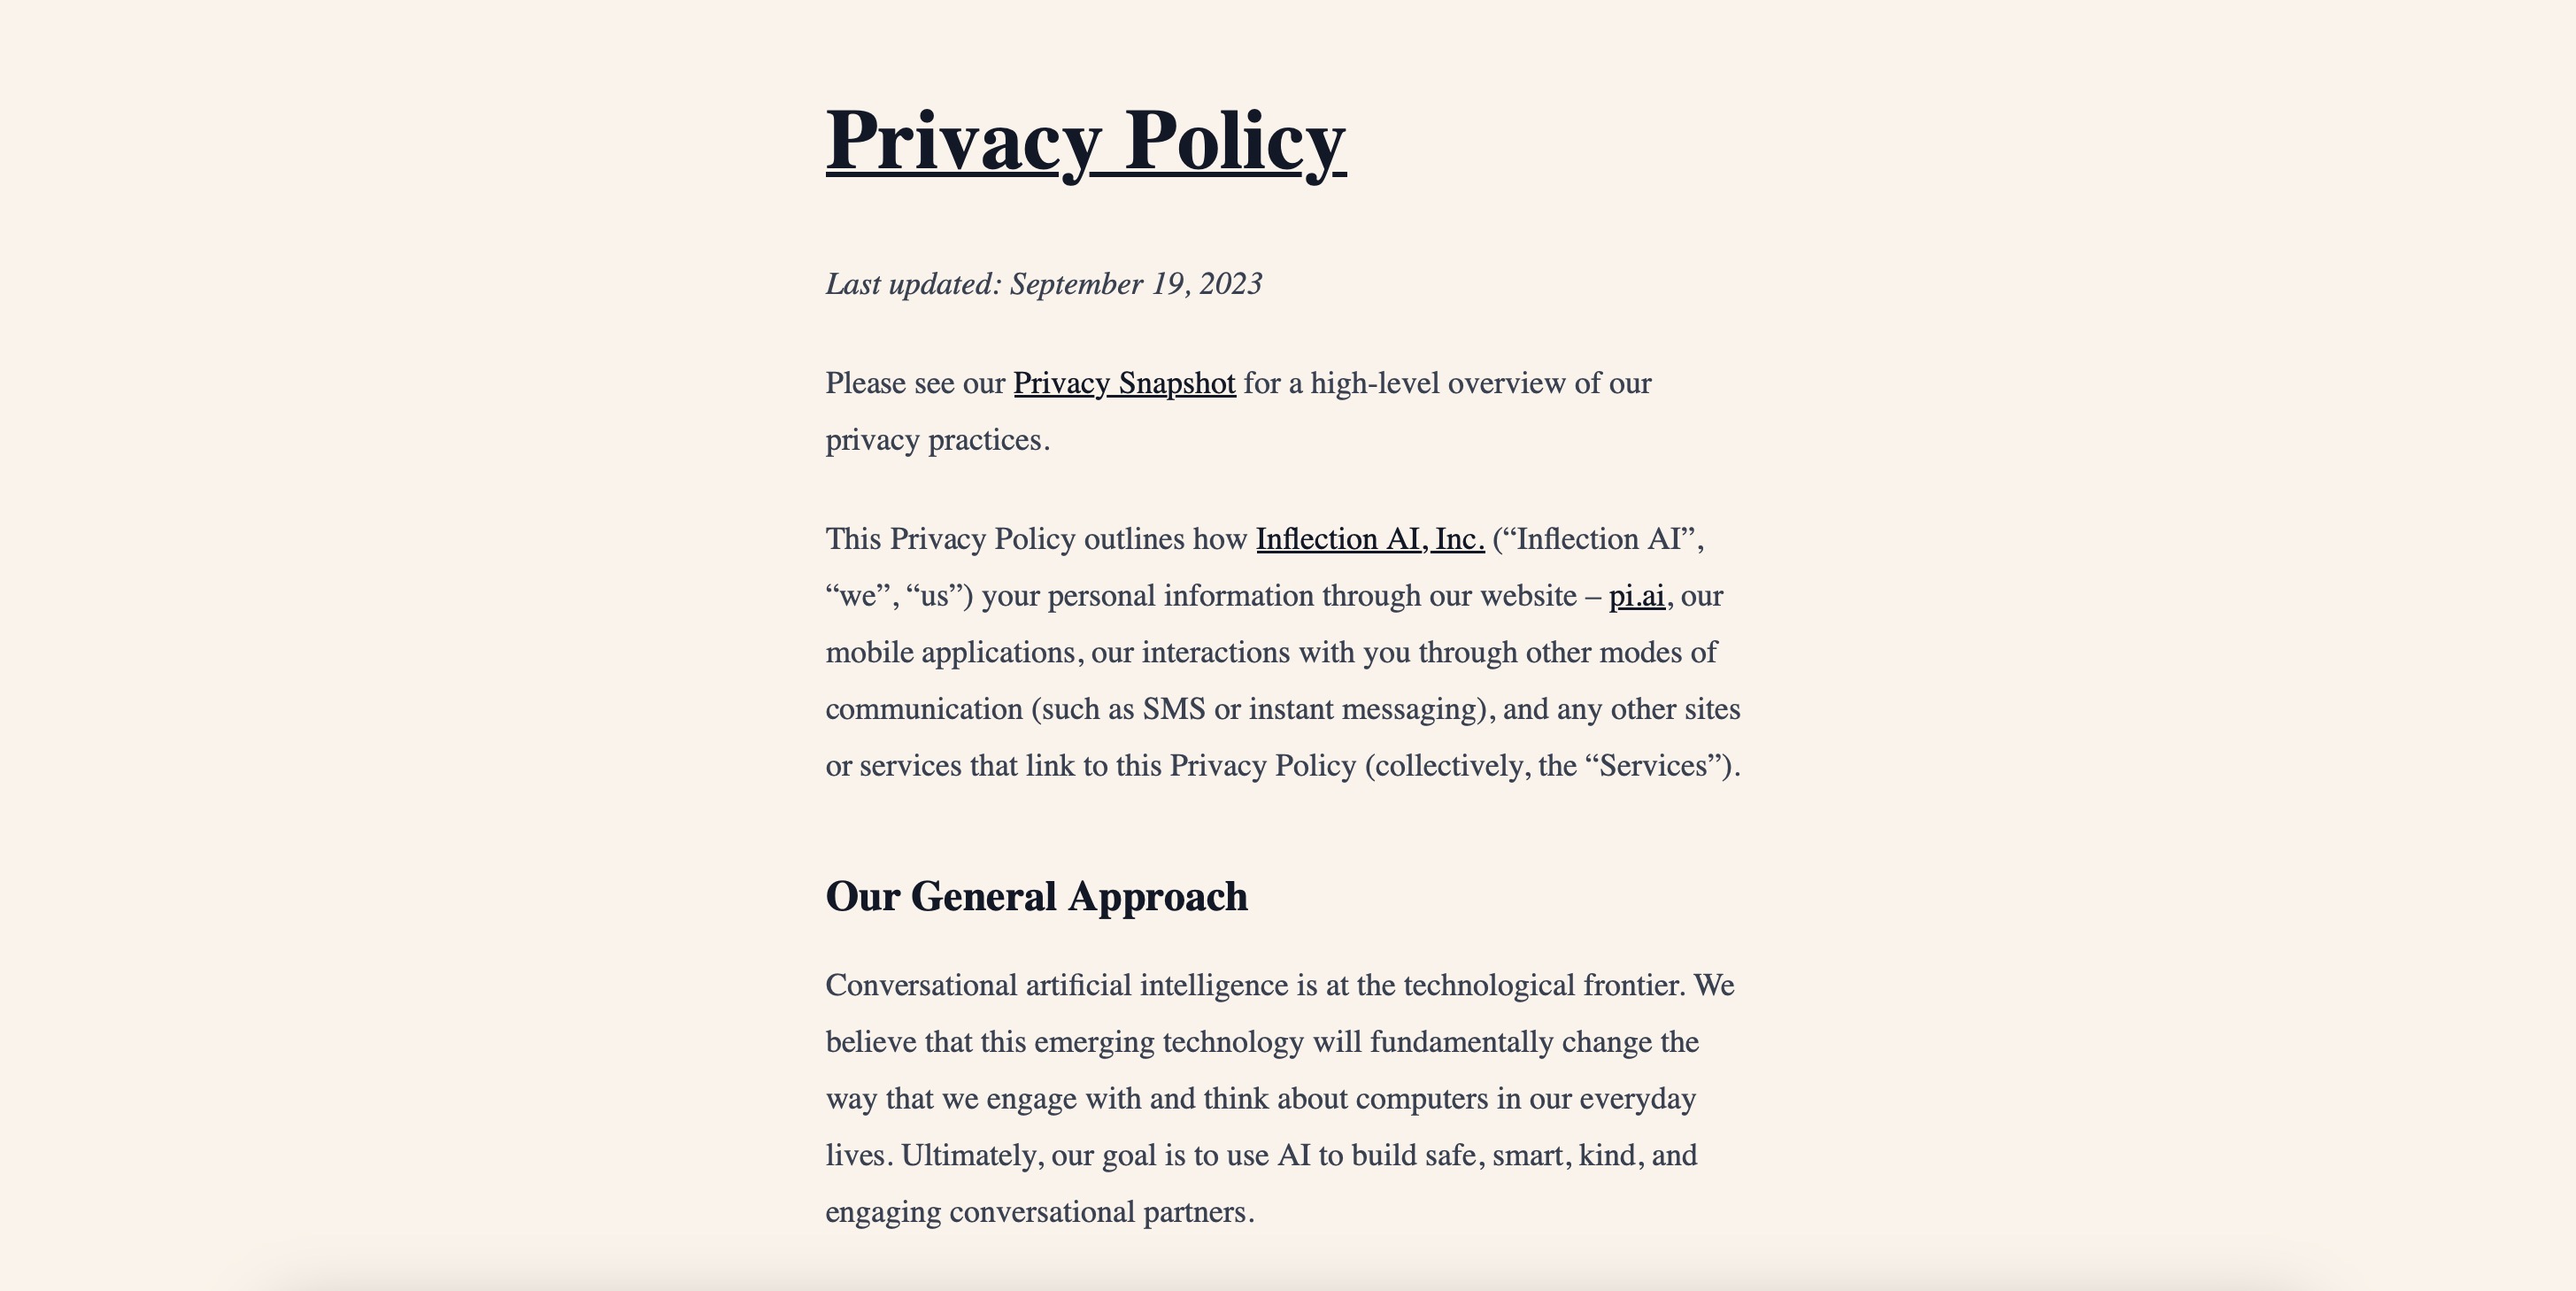 Privacy Policy
Last updated: September 19, 2023
Please see our Privacy Snapshot for a high-level overview of our
privacy practices.
This Privacy Policy outlines how Inflection AI, Inc. (“Inflection AI”,
“we”, “us”) your personal information through our website – pi.ai, our
mobile applications, our interactions with you through other modes of
communication (such as SMS or instant messaging), and any other sites
or services that link to this Privacy Policy (collectively, the “Services”).
Our General Approach
Conversational artificial intelligence is at the technological frontier. We
believe that this emerging technology will fundamentally change the
way that we engage with and think about computers in our everyday
lives. Ultimately, our goal is to use AI to build safe, smart, kind, and
engaging conversational partners.